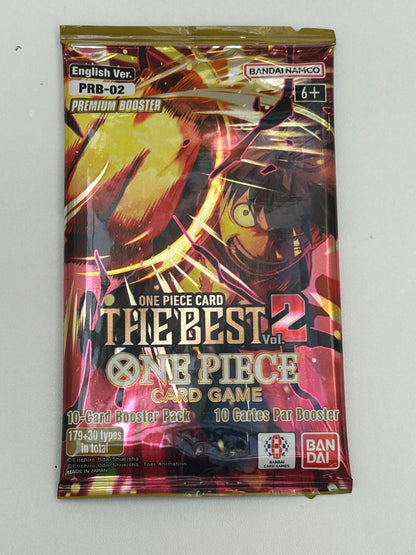 English Ver.
PRB-02
PREMIUM BOOSTER
BANDAI NAMCO
6+
ONE PIECE CARD
THE BEST Vol. 2
ONE PIECE
CARD GAME
10-Card Booster Pack
10 Cartes Par Booster
179+30 types
in total
©Eiichiro Oda/Shueisha
©Eiichiro Oda/Shueisha, Toei Animation
MADE IN JAPAN
BANDAI
CARD GAMES
BAN
DAI